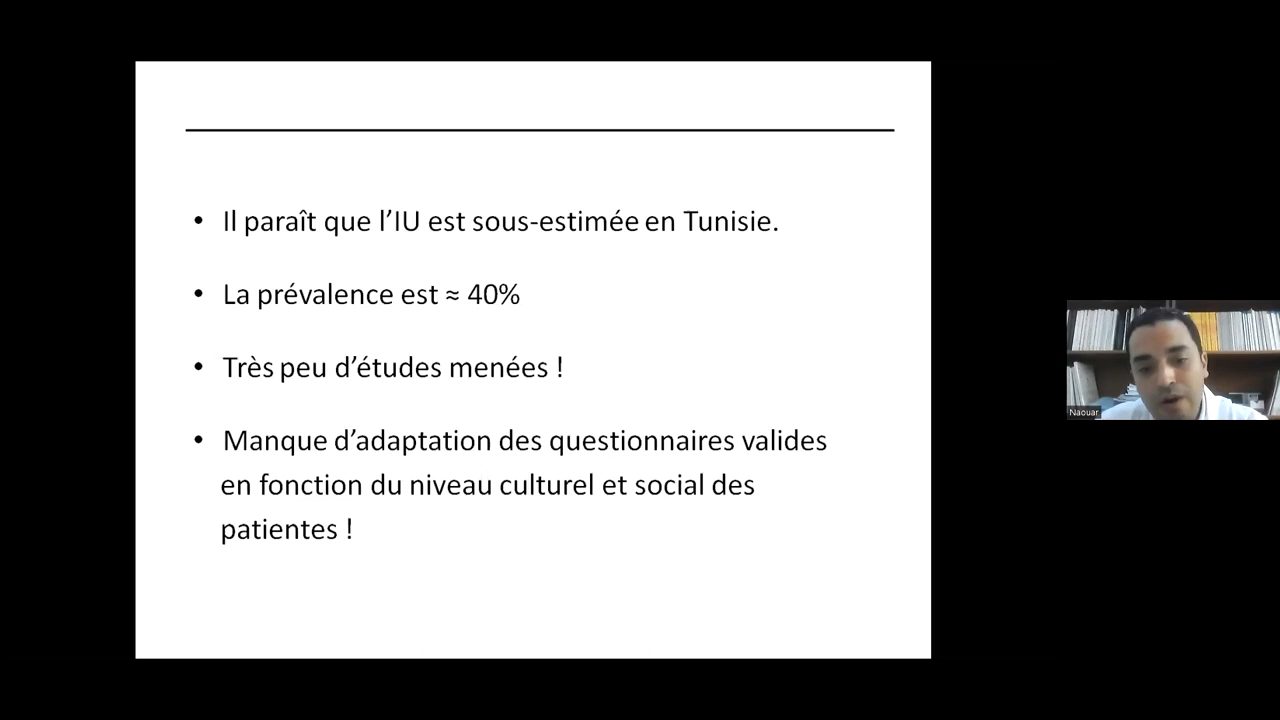 • Il paraît que l’IU est sous-estimée en Tunisie.
• La prévalence est ≈ 40%
• Très peu d’études menées !
• Manque d’adaptation des questionnaires valides
en fonction du niveau culturel et social des
patientes !
Naouar